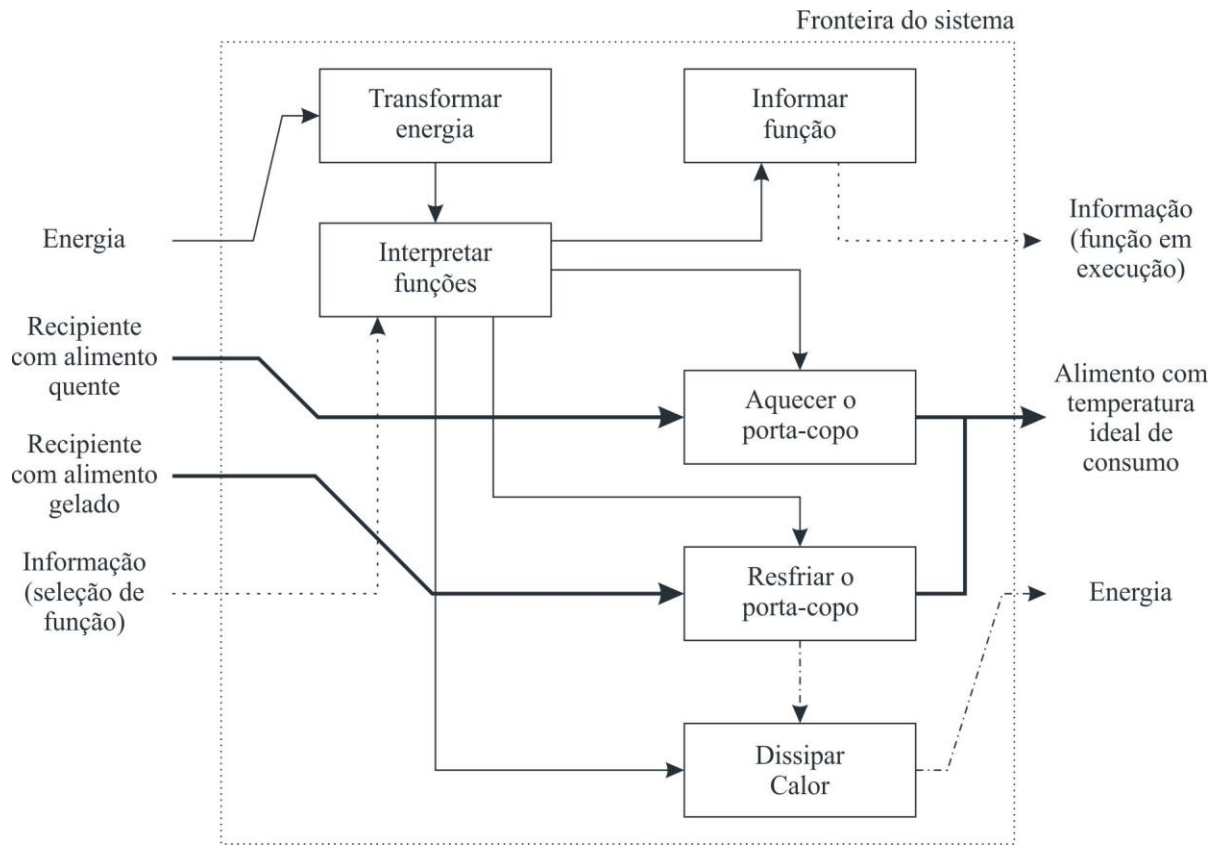 Fronteira do sistema
Transformar
energia
Informar
função
Energia
Interpretar
funções
Informação
(função em
execução)
Recipiente
com alimento
quente
Aquecer o
porta-copo
Alimento com
temperatura
ideal de
consumo
Recipiente
com alimento
gelado
Informação
(seleção de
função)
Resfriar o
porta-copo
Energia
Dissipar
Calor